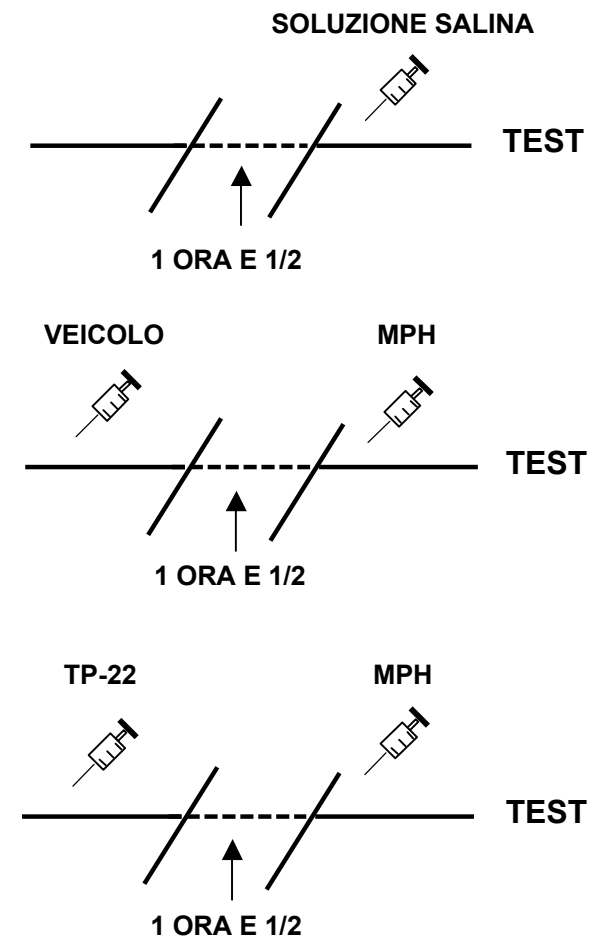 SOLUZIONE SALINA
TEST
1 ORA E 1/2
VEICOLO MPH
TEST
1 ORA E 1/2
TP-22 MPH
TEST
1 ORA E 1/2